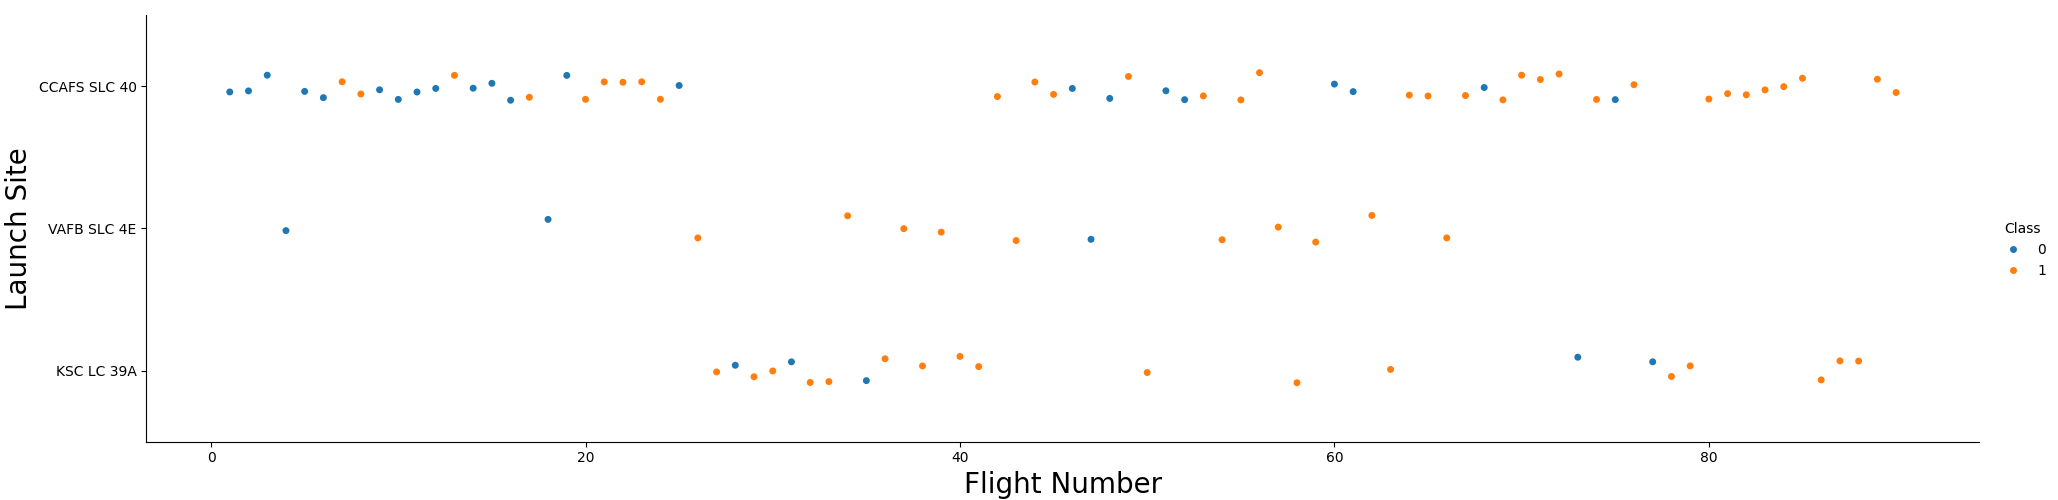 Launch Site
CCAFS SLC 40
VAFB SLC 4E
KSC LC 39A
0 20 40 60 80
Flight Number
Class
0
1